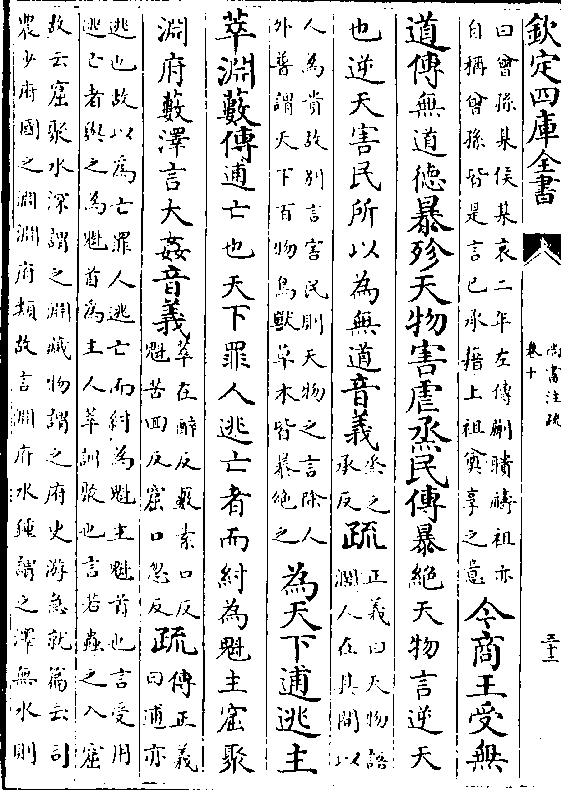 欽定四庫全書
尚書注疏
卷十
曰曾孫某侯某哀二年左傳蒯聵禱祖亦
自稱曾孫皆是言已承藉上祖奠享之意
今商王受無
道傳無道德暴殄天物害虐烝民傳暴絶天物言逆天
也逆天害民所以為無道音義
烝之
承反
疏
正義曰天物語
濶人在其間以
人為貴故别言害民則天物之言除人
外普謂天下百物鳥獸草木皆暴絶之
為天下逋逃主
萃淵藪傳逋亡也天下罪人逃亡者而紂為魁主窟聚
淵府藪澤言大姦音義
萃在醉反藪素口反
魁苦回反窟口忽反
疏
傳正義
曰逋亦
逃也故以為亡罪人逃亡而紂為魁主魁首也言受用
逃亡者與之為魁首為主人萃訓聚也言若蟲之入窟
故云窟聚水深謂之淵藏物謂之府史游急就篇云司
農少府國之淵淵府類故言淵府水鍾謂之澤無水則